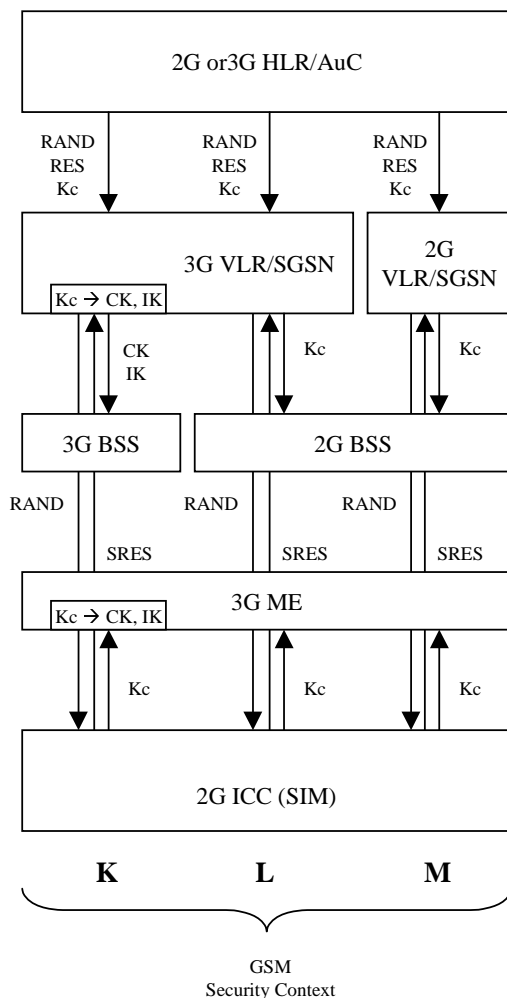 2G or3G HLR/AuC
RAND
RES
Kc
RAND
RES
Kc
RAND
RES
Kc
3G VLR/SGSN
Kc → CK, IK
2G
VLR/SGSN
CK
IK
Kc
Kc
3G BSS
2G BSS
RAND
RAND
RAND
SRES
SRES
SRES
3G ME
Kc → CK, IK
Kc
Kc
Kc
2G ICC (SIM)
K
L
M
GSM
Security Context